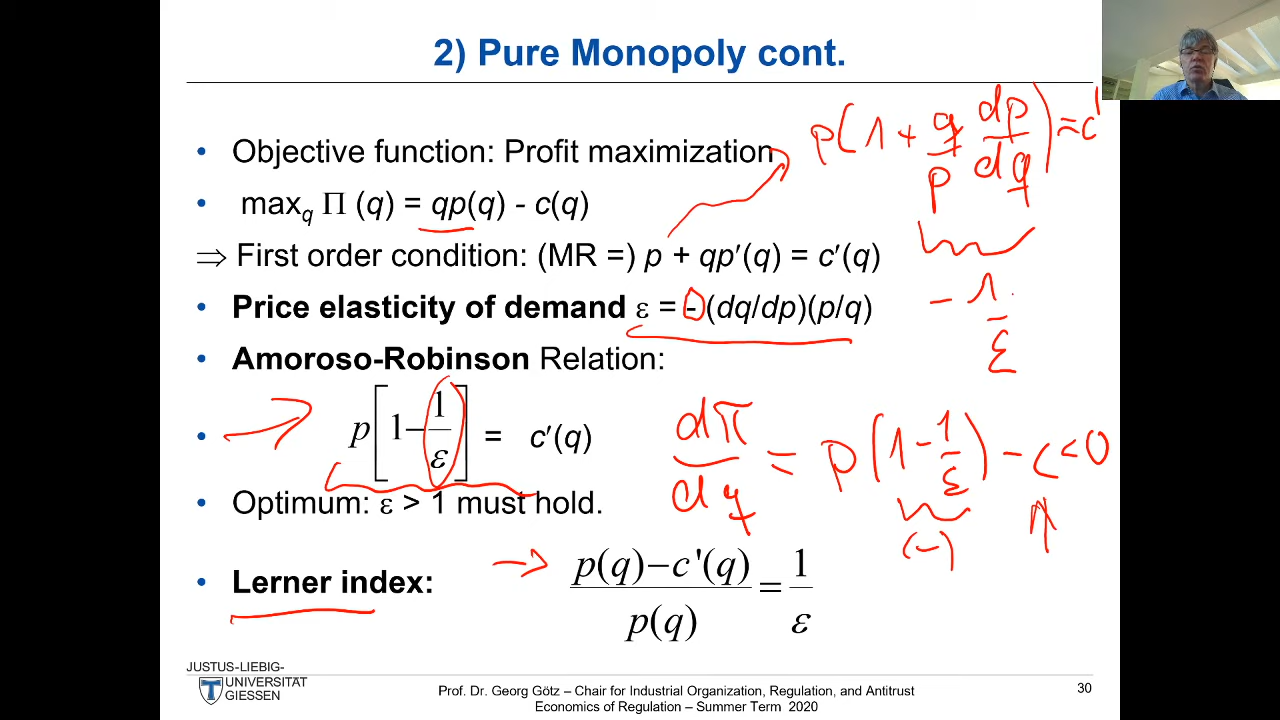 2) Pure Monopoly cont.
• Objective function: Profit maximization
p(1 + q/p dp/dq) = c'
• max_q Π (q) = qp(q) - c(q)
⇒ First order condition: (MR =) p + qp′(q) = c′(q)
• Price elasticity of demand ε = - (dq/dp)(p/q)
- 1/ε
• Amoroso-Robinson Relation:
• p[1 − 1/ε] = c′(q)
dπ/dq = p(1 - 1/ε) - c < 0
(-)
• Optimum: ε > 1 must hold.
• Lerner index:
(p(q) − c'(q))/p(q) = 1/ε
JUSTUS-LIEBIG-
UNIVERSITAT
GIESSEN
Prof. Dr. Georg Götz – Chair for Industrial Organization, Regulation, and Antitrust
Economics of Regulation – Summer Term 2020
30